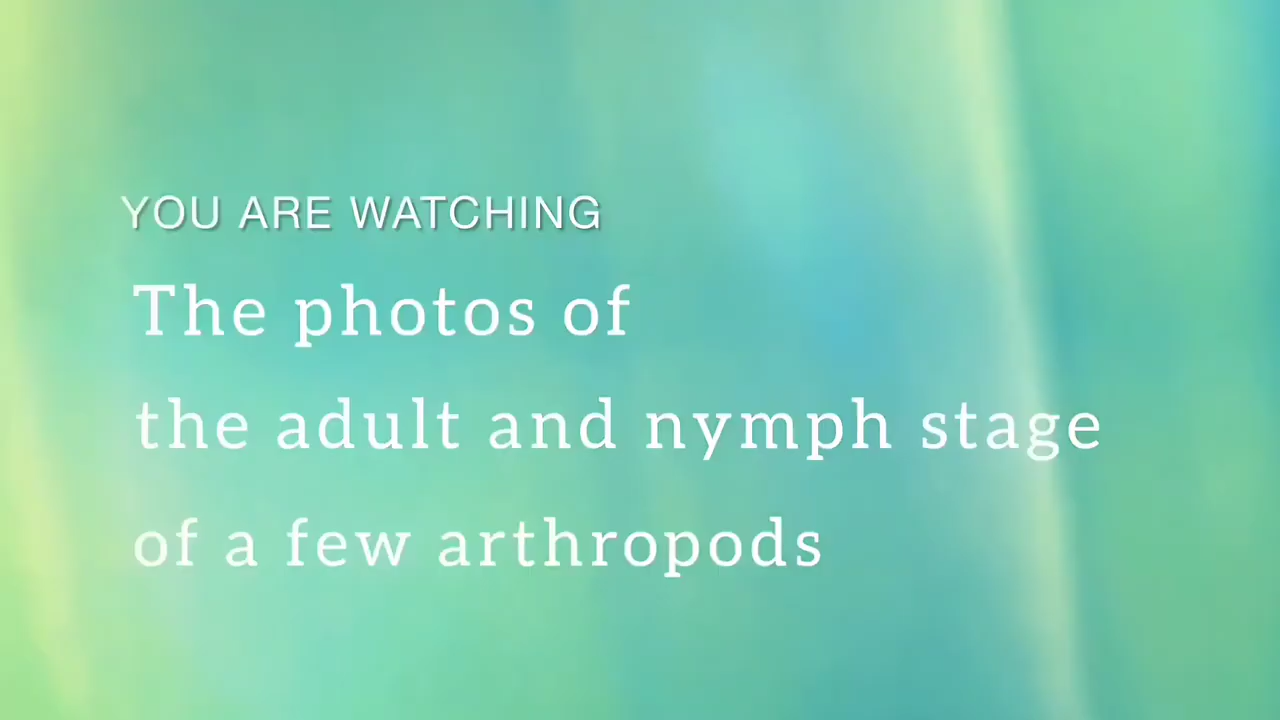 YOU ARE WATCHING
The photos of
the adult and nymph stage
of a few arthropods